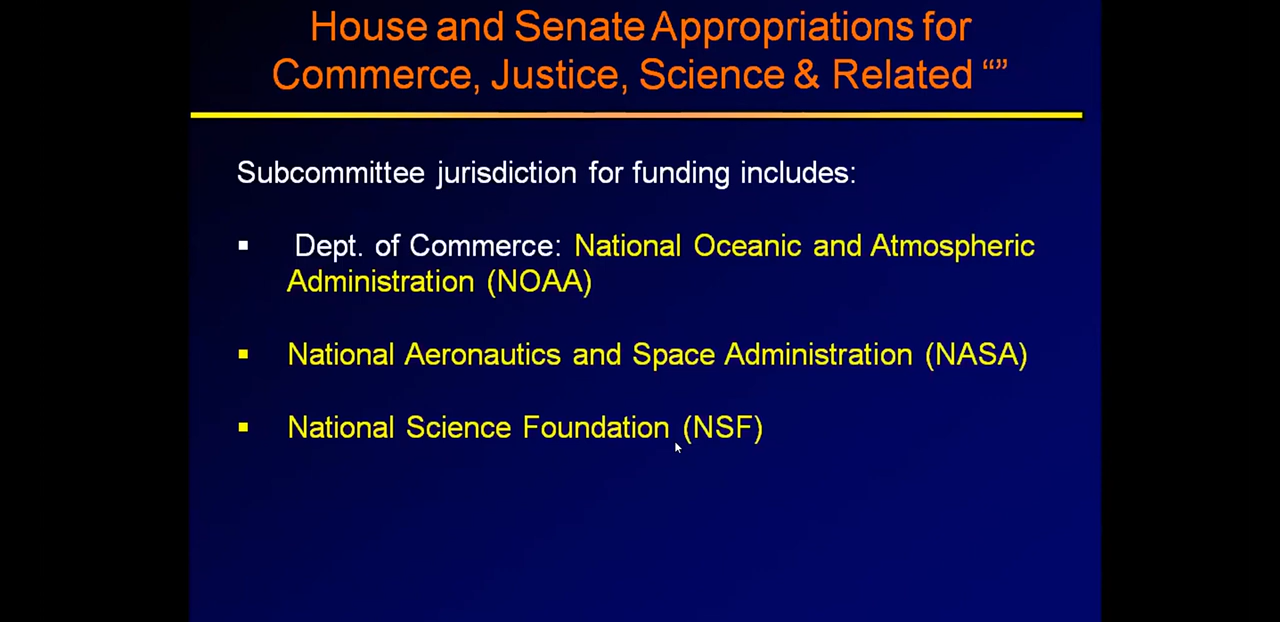 House and Senate Appropriations for
Commerce, Justice, Science & Related “”
Subcommittee jurisdiction for funding includes:
▪ Dept. of Commerce: National Oceanic and Atmospheric
Administration (NOAA)
▪ National Aeronautics and Space Administration (NASA)
▪ National Science Foundation (NSF)